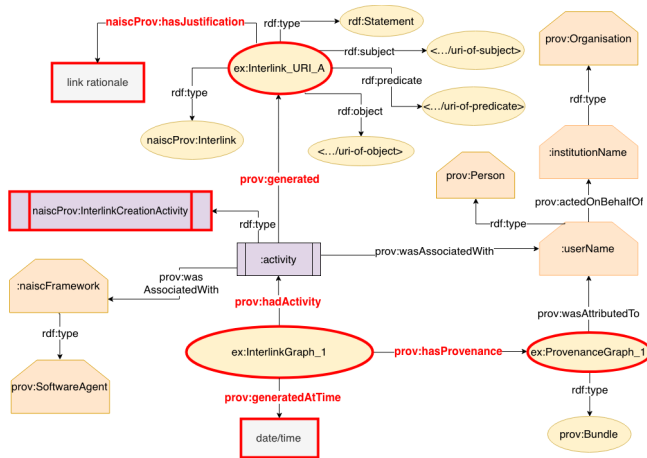 naiscProv:hasJustification
rdf:type
rdf:Statement
prov:Organisation
rdf:subject
<.../uri-of-subject>
link rationale
ex:Interlink_URI_A
rdf:predicate
rdf:type
rdf:type
<.../uri-of-predicate>
rdf:object
naiscProv:Interlink
<.../uri-of-object>
:institutionName
prov:generated
prov:Person
prov:actedOnBehalfOf
naiscProv:InterlinkCreationActivity
rdf:type
rdf:type
:activity
prov:wasAssociatedWith
:userName
prov:was
AssociatedWith
:naiscFramework
prov:hadActivity
prov:wasAttributedTo
rdf:type
ex:InterlinkGraph_1
prov:hasProvenance
ex:ProvenanceGraph_1
prov:SoftwareAgent
rdf:type
prov:generatedAtTime
date/time
prov:Bundle